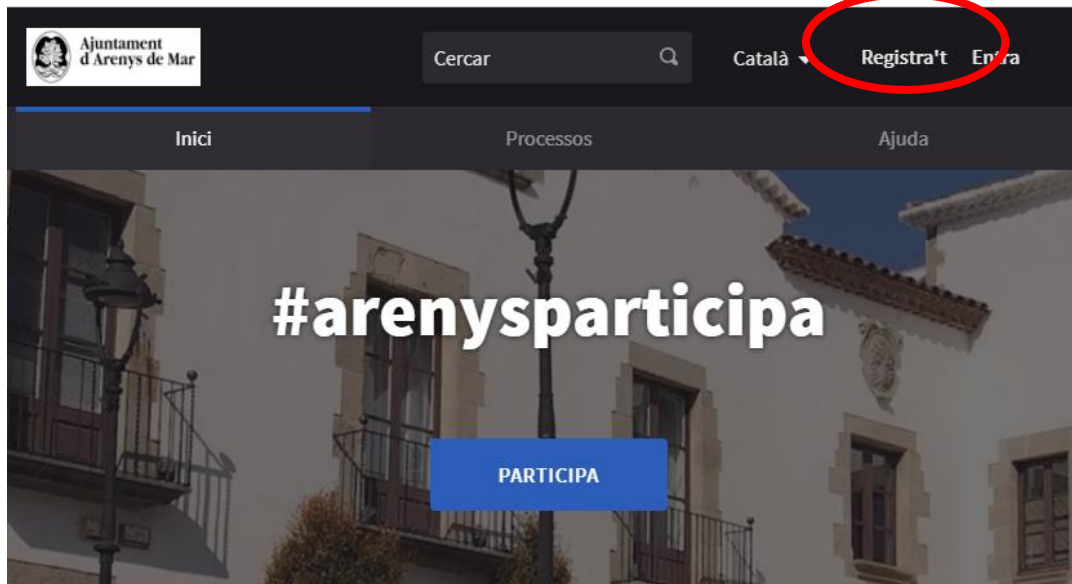 Ajuntament
d'Arenys de Mar
Cercar
Català
Registra't Entra
Inici Processos Ajuda
#arenysparticipa
PARTICIPA